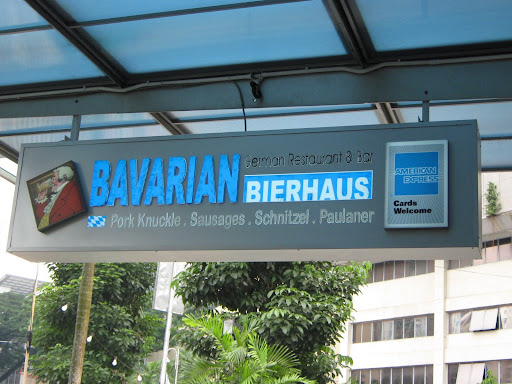 BAVARIAN
German Restaurant & Bar
BIERHAUS
Pork Knuckle . Sausages . Schnitzel . Paulaner
AMERICAN
EXPRESS
Cards
Welcome